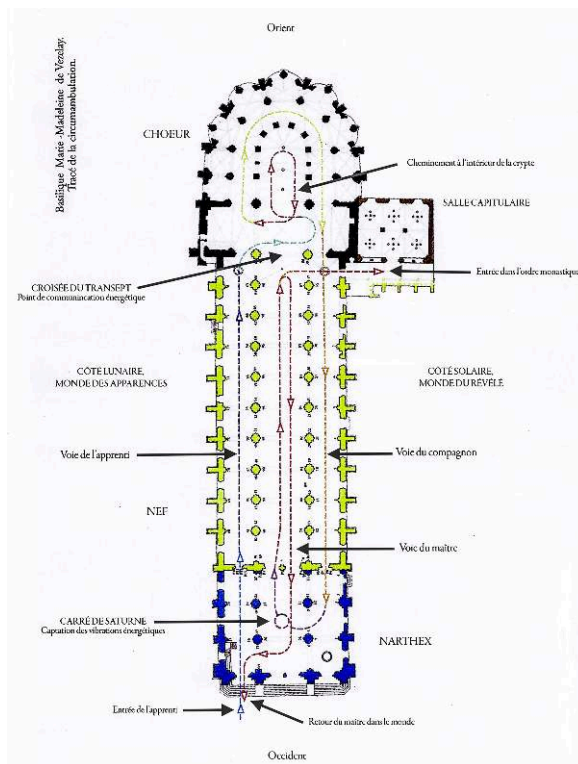 Orient
Basilique Marie-Madeleine de Vezelay.
Tracé de la circumambulation.
CHOEUR
Cheminement à l'intérieur de la crypte
SALLE CAPITULAIRE
Entrée dans l'ordre monastique
CROISÉE DU TRANSEPT
Point de communication énergétique
CÔTÉ LUNAIRE,
MONDE DES APPARENCES
CÔTÉ SOLAIRE,
MONDE DU RÉVÉLÉ
Voie de l'apprenti
Voie du compagnon
NEF
Voie du maître
CARRÉ DE SATURNE
Captation des vibrations énergétiques
NARTHEX
Entrée de l'apprenti
Retour du maître dans le monde
Occident